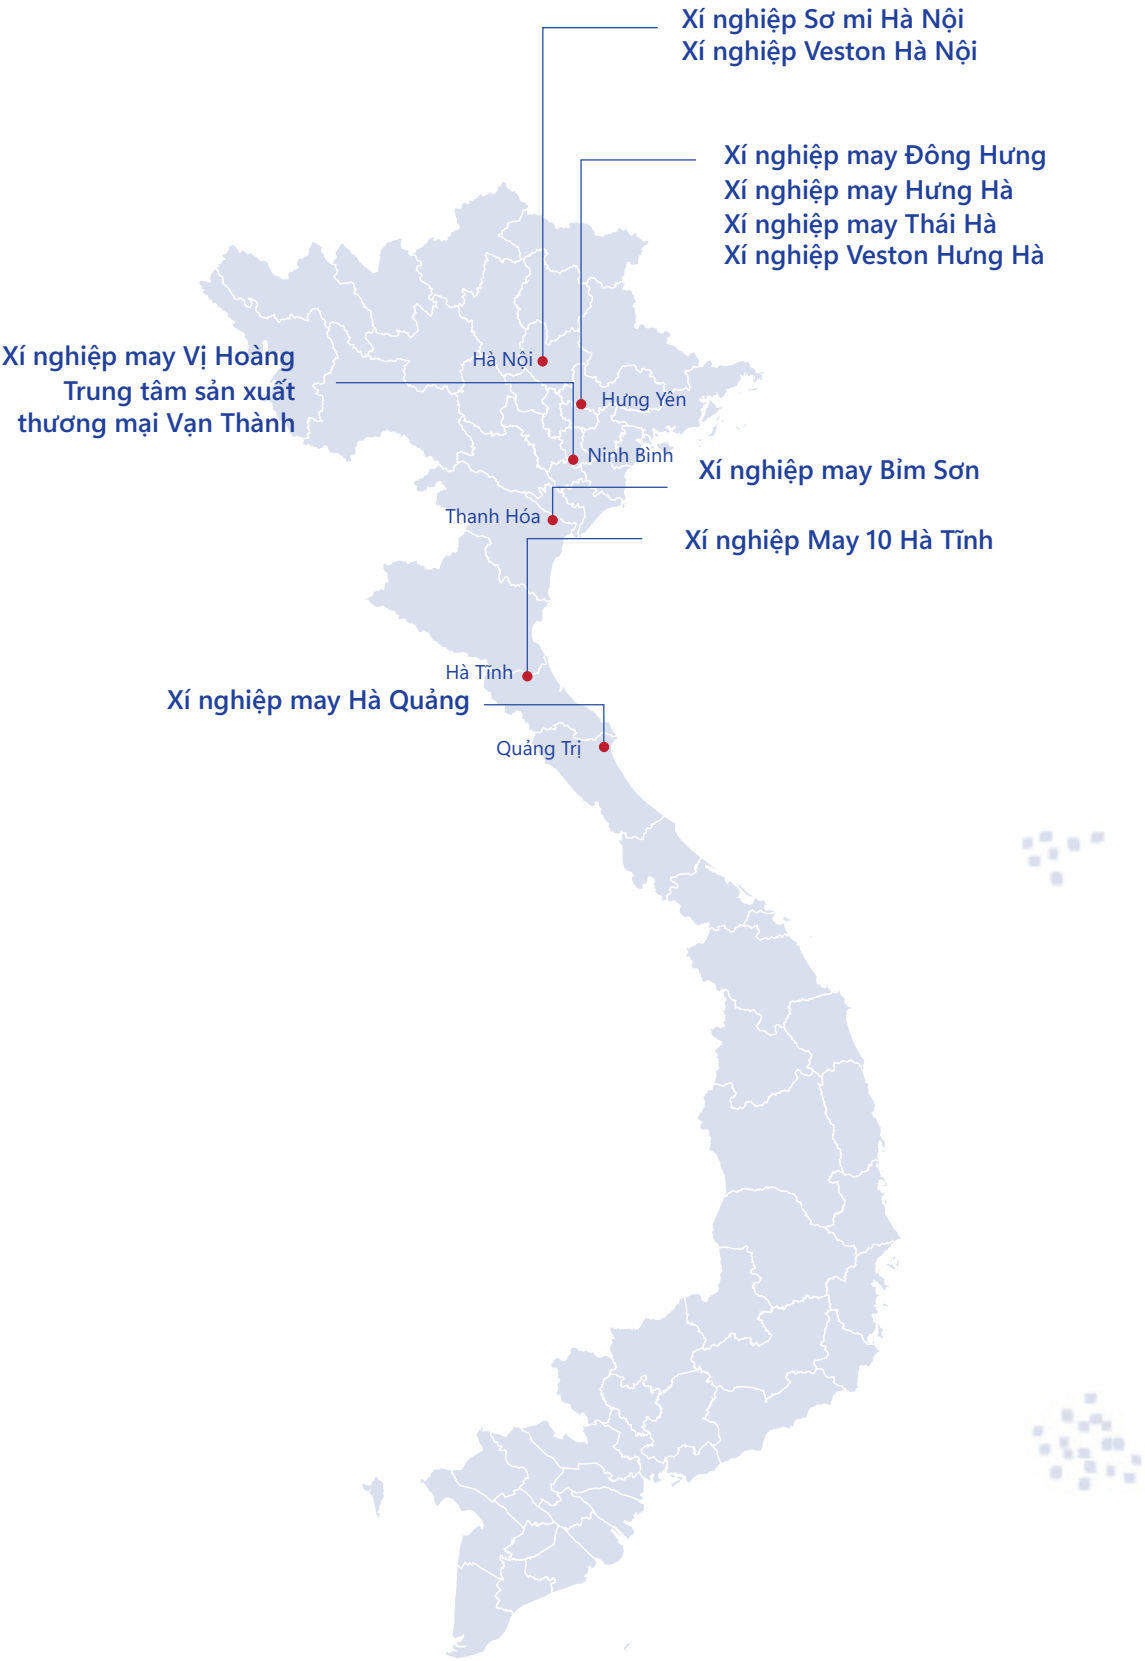 Xí nghiệp Sơ mi Hà Nội
Xí nghiệp Veston Hà Nội
Xí nghiệp may Đông Hưng
Xí nghiệp may Hưng Hà
Xí nghiệp may Thái Hà
Xí nghiệp Veston Hưng Hà
Xí nghiệp may Vị Hoàng
Trung tâm sản xuất
thương mại Vạn Thành
Hà Nội
Hưng Yên
Ninh Bình
Xí nghiệp may Bỉm Sơn
Thanh Hóa
Xí nghiệp May 10 Hà Tĩnh
Hà Tĩnh
Xí nghiệp may Hà Quảng
Quảng Trị